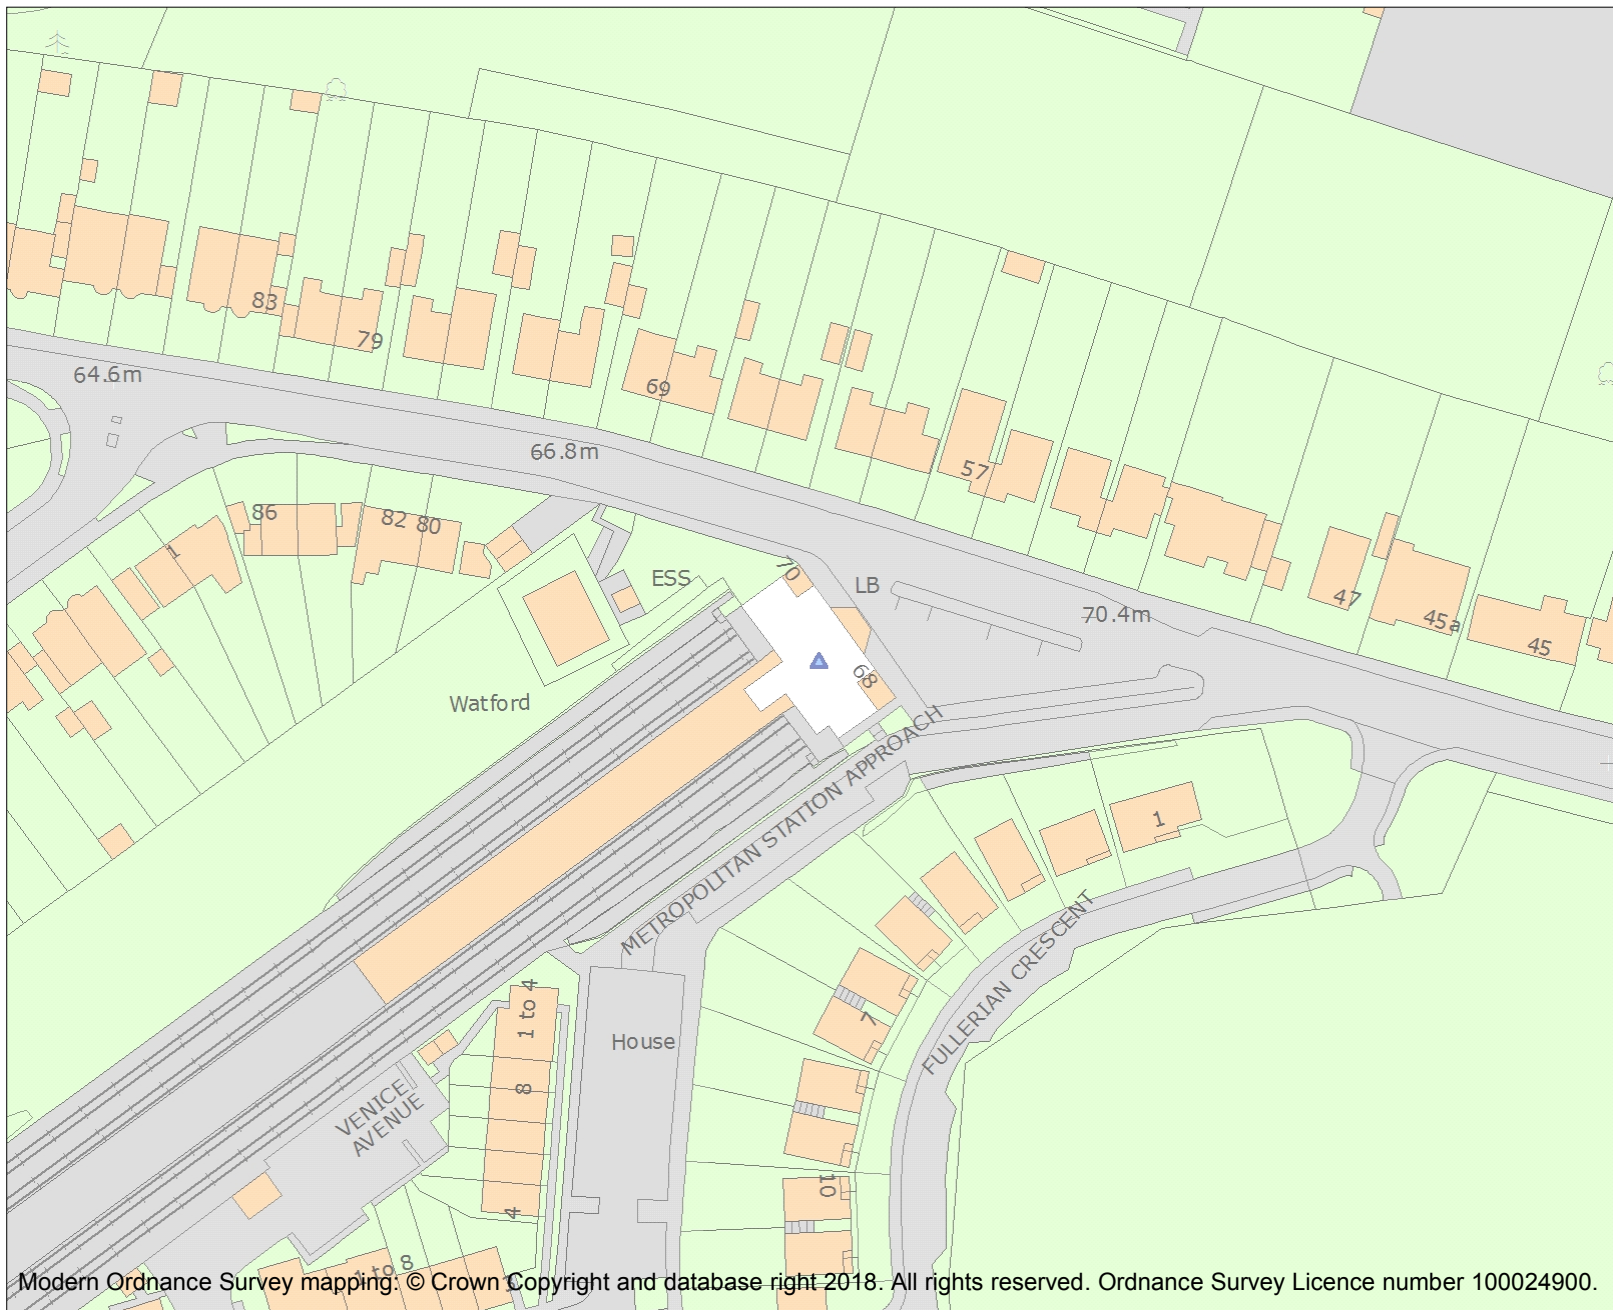 83
79
64.6m
69
66.8m
57
86
82 80
1
70
ESS
LB
47
70.4m
45a
45
68
Watford
METROPOLITAN STATION APPROACH
1
FULLERIAN CRESCENT
1 to 4
7
House
8
VENICE
AVENUE
10
4
1 to 8
Modern Ordnance Survey mapping: © Crown Copyright and database right 2018. All rights reserved. Ordnance Survey Licence number 100024900.